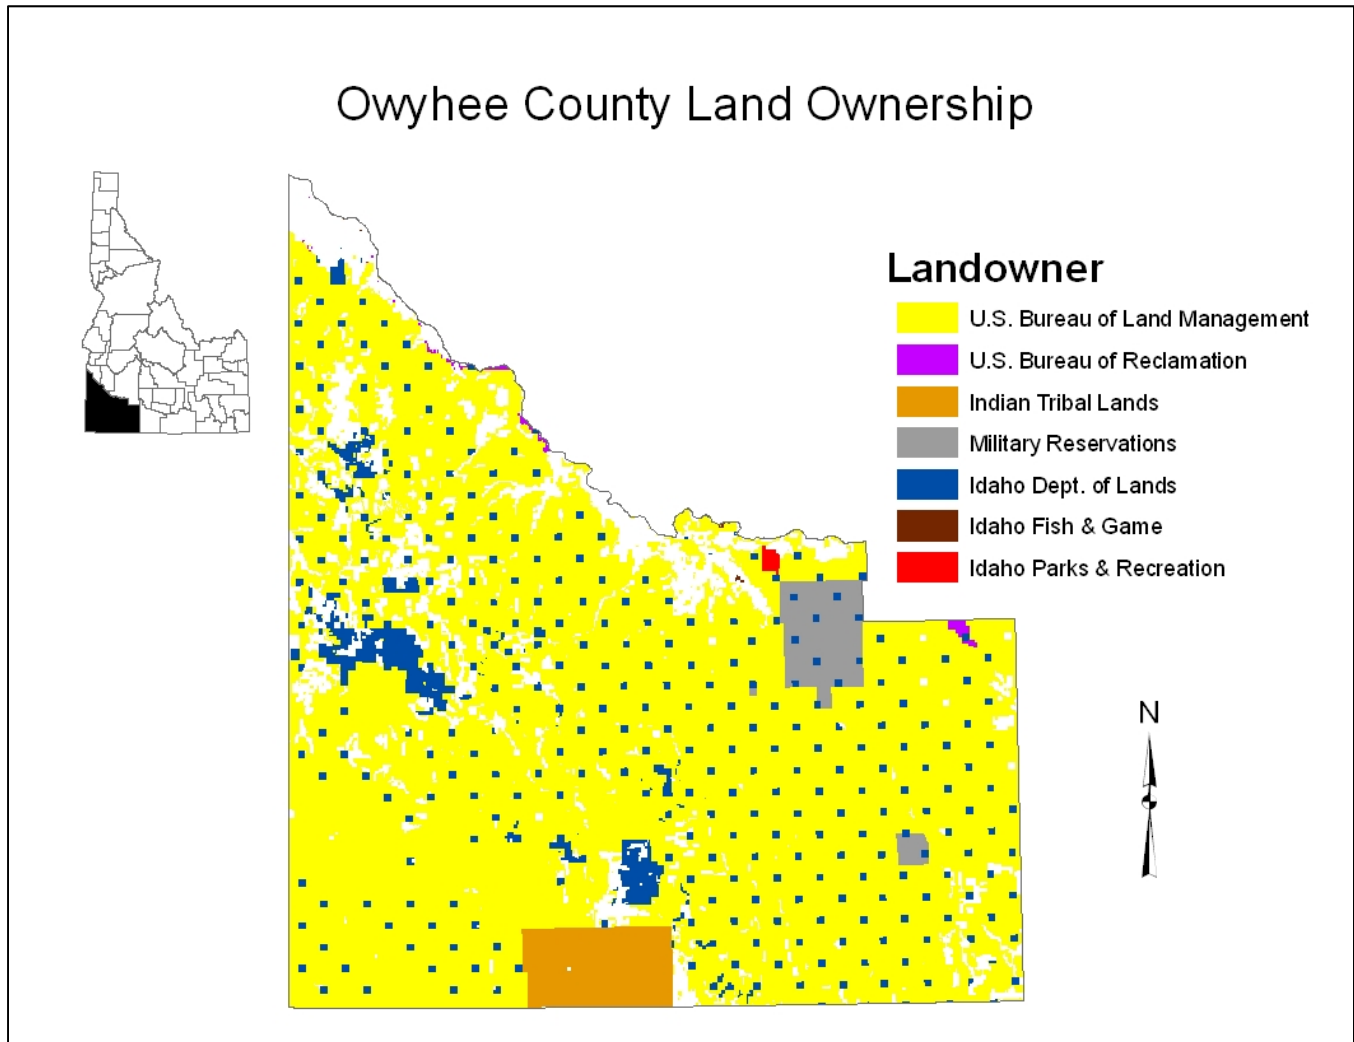 Owyhee County Land Ownership
Landowner
U.S. Bureau of Land Management
U.S. Bureau of Reclamation
Indian Tribal Lands
Military Reservations
Idaho Dept. of Lands
Idaho Fish & Game
Idaho Parks & Recreation
N